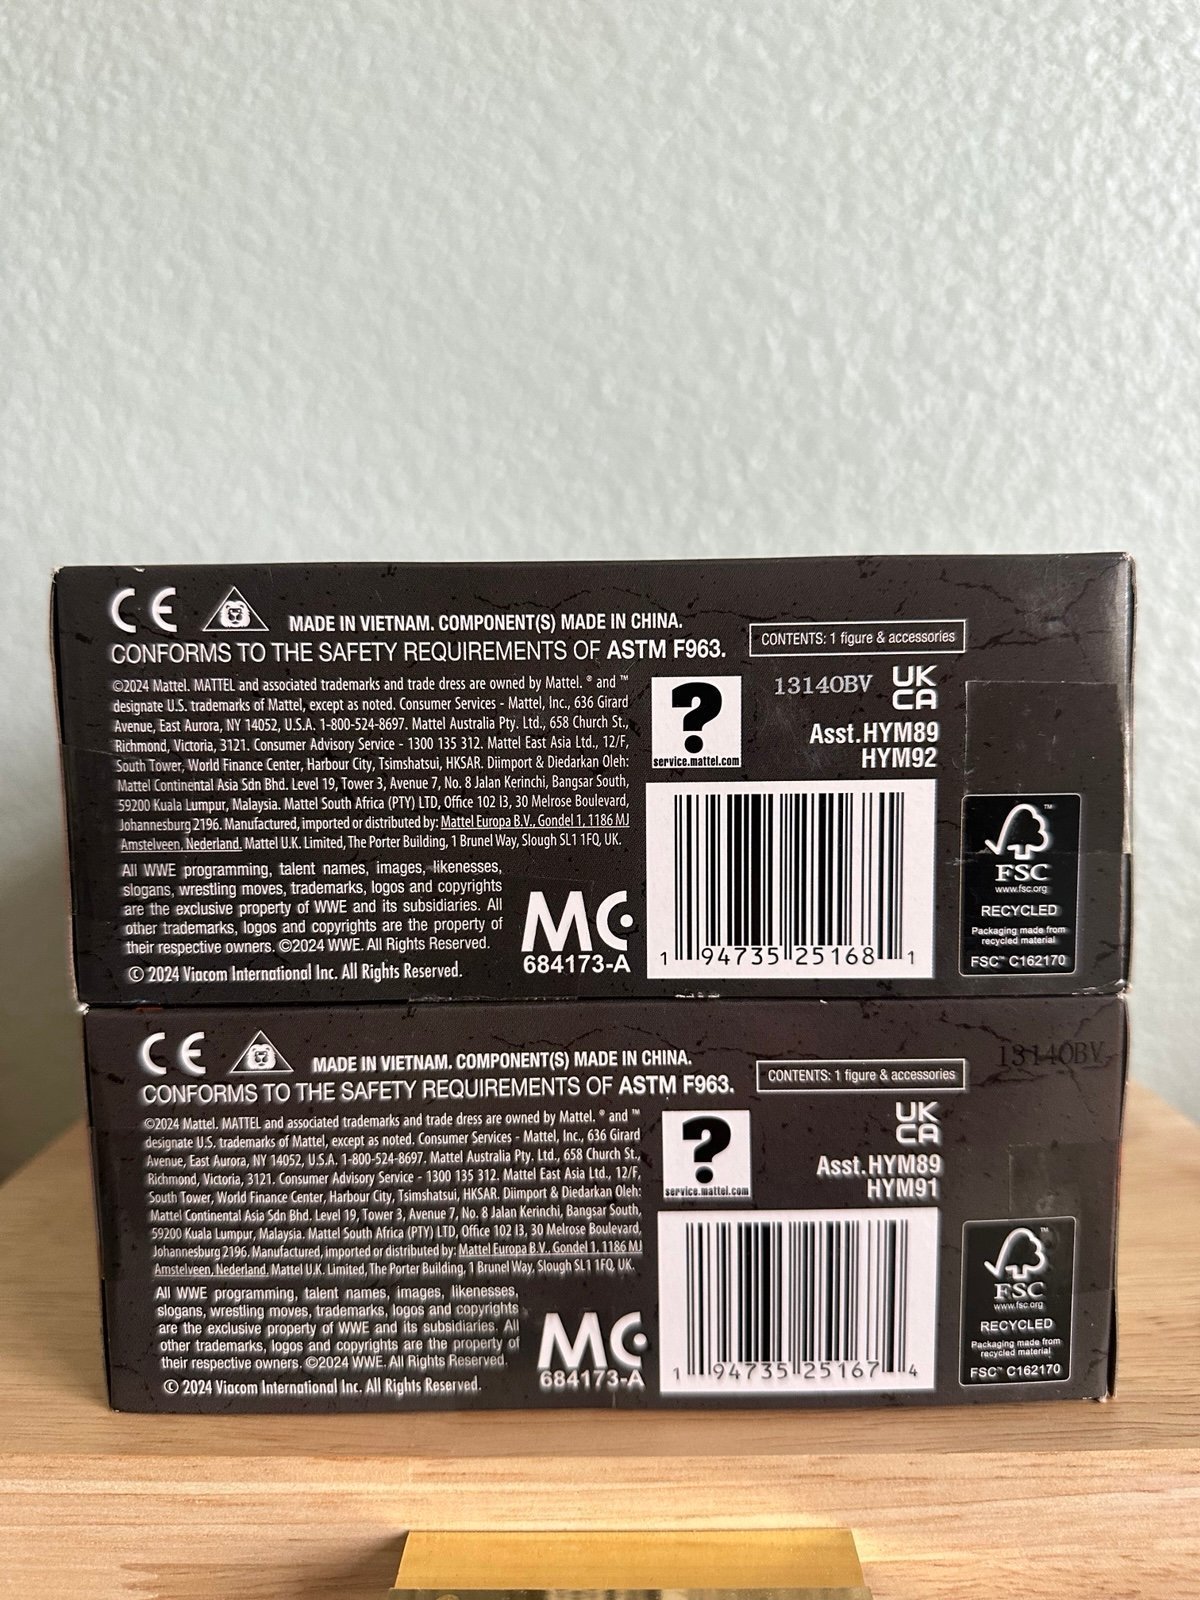 CE
MADE IN VIETNAM. COMPONENT(S) MADE IN CHINA.
CONFORMS TO THE SAFETY REQUIREMENTS OF ASTM F963.
CONTENTS: 1 figure & accessories
©2024 Mattel. MATTEL and associated trademarks and trade dress are owned by Mattel. ® and ™
designate U.S. trademarks of Mattel, except as noted. Consumer Services - Mattel, Inc., 636 Girard
Avenue, East Aurora, NY 14052, U.S.A. 1-800-524-8697. Mattel Australia Pty. Ltd., 658 Church St.,
Richmond, Victoria, 3121. Consumer Advisory Service - 1300 135 312. Mattel East Asia Ltd., 12/F,
South Tower, World Finance Center, Harbour City, Tsimshatsui, HKSAR. Diimport & Diedarkan Oleh:
Mattel Continental Asia Sdn Bhd. Level 19, Tower 3, Avenue 7, No. 8 Jalan Kerinchi, Bangsar South,
59200 Kuala Lumpur, Malaysia. Mattel South Africa (PTY) LTD, Office 102 I3, 30 Melrose Boulevard,
Johannesburg 2196. Manufactured, imported or distributed by: Mattel Europa B.V., Gondel 1, 1186 MJ
Amstelveen, Nederland. Mattel U.K. Limited, The Porter Building, 1 Brunel Way, Slough SL1 1FQ, UK.
All WWE programming, talent names, images, likenesses,
slogans, wrestling moves, trademarks, logos and copyrights
are the exclusive property of WWE and its subsidiaries. All
other trademarks, logos and copyrights are the property of
their respective owners. ©2024 WWE. All Rights Reserved.
© 2024 Viacom International Inc. All Rights Reserved.
MC
684173-A
?
service.mattel.com
1314OBV
UK
CA
Asst.HYM89
HYM92
1 94735 25168 1
FSC
™
www.fsc.org
RECYCLED
Packaging made from
recycled material
FSC™ C162170
CE
MADE IN VIETNAM. COMPONENT(S) MADE IN CHINA.
CONFORMS TO THE SAFETY REQUIREMENTS OF ASTM F963.
CONTENTS: 1 figure & accessories
1314OBV
©2024 Mattel. MATTEL and associated trademarks and trade dress are owned by Mattel. ® and ™
designate U.S. trademarks of Mattel, except as noted. Consumer Services - Mattel, Inc., 636 Girard
Avenue, East Aurora, NY 14052, U.S.A. 1-800-524-8697. Mattel Australia Pty. Ltd., 658 Church St.,
Richmond, Victoria, 3121. Consumer Advisory Service - 1300 135 312. Mattel East Asia Ltd., 12/F,
South Tower, World Finance Center, Harbour City, Tsimshatsui, HKSAR. Diimport & Diedarkan Oleh:
Mattel Continental Asia Sdn Bhd. Level 19, Tower 3, Avenue 7, No. 8 Jalan Kerinchi, Bangsar South,
59200 Kuala Lumpur, Malaysia. Mattel South Africa (PTY) LTD, Office 102 I3, 30 Melrose Boulevard,
Johannesburg 2196. Manufactured, imported or distributed by: Mattel Europa B.V., Gondel 1, 1186 MJ
Amstelveen, Nederland. Mattel U.K. Limited, The Porter Building, 1 Brunel Way, Slough SL1 1FQ, UK.
All WWE programming, talent names, images, likenesses,
slogans, wrestling moves, trademarks, logos and copyrights
are the exclusive property of WWE and its subsidiaries. All
other trademarks, logos and copyrights are the property of
their respective owners. ©2024 WWE. All Rights Reserved.
© 2024 Viacom International Inc. All Rights Reserved.
MC
684173-A
?
service.mattel.com
UK
CA
Asst.HYM89
HYM91
1 94735 25167 4
FSC
™
www.fsc.org
RECYCLED
Packaging made from
recycled material
FSC™ C162170